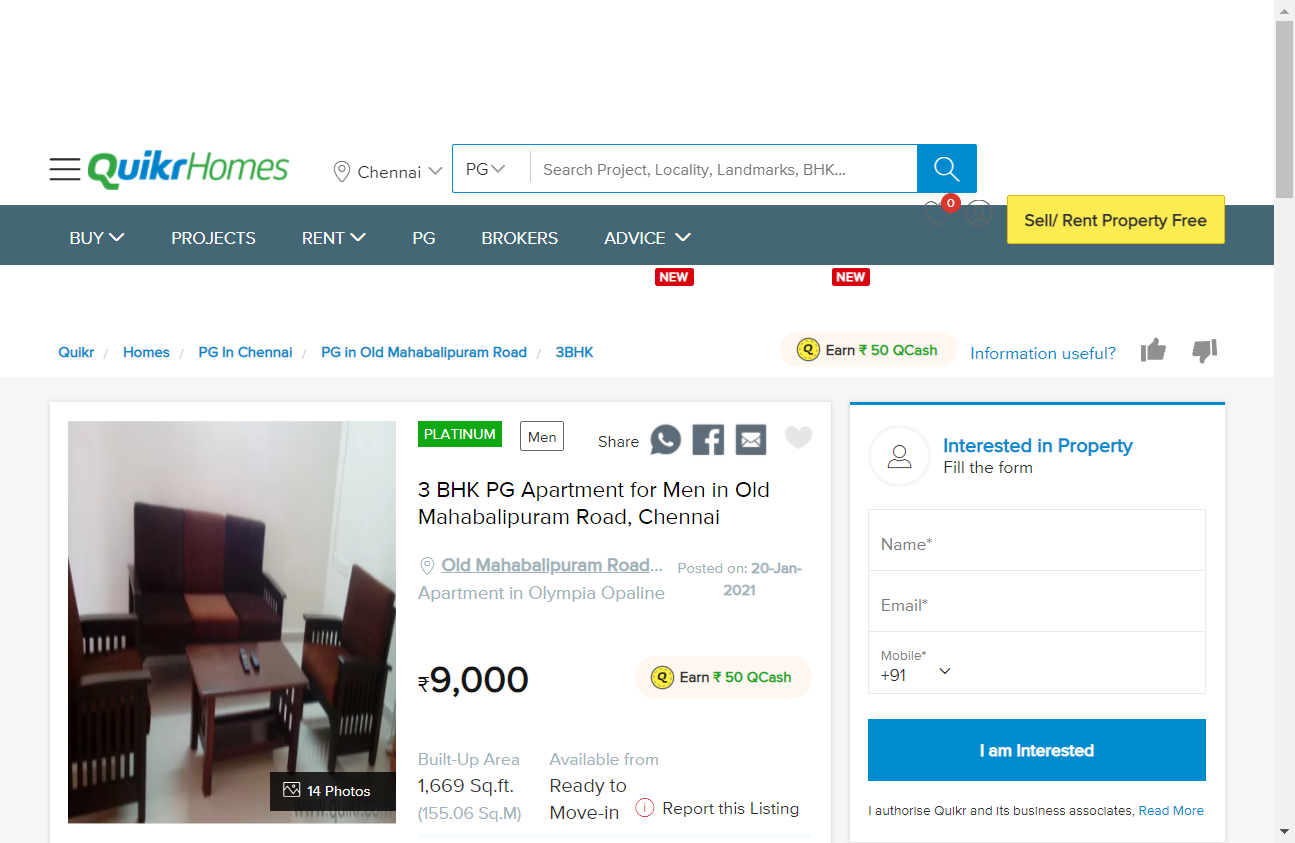 QuikrHomes
Chennai
PG
Search Project, Locality, Landmarks, BHK...
0
Sell/ Rent Property Free
BUY
PROJECTS
RENT
PG
BROKERS
ADVICE
NEW
NEW
Quikr / Homes / PG In Chennai / PG in Old Mahabalipuram Road / 3BHK
Q Earn ₹ 50 QCash
Information useful?
PLATINUM
Men
Share
3 BHK PG Apartment for Men in Old
Mahabalipuram Road, Chennai
Old Mahabalipuram Road...
Apartment in Olympia Opaline
Posted on: 20-Jan-
2021
₹9,000
Q Earn ₹ 50 QCash
Built-Up Area
1,669 Sq.ft.
(155.06 Sq.M)
Available from
Ready to
Move-in
Report this Listing
14 Photos
www.quikr.com
Interested in Property
Fill the form
Name*
Email*
Mobile*
+91
I am Interested
I authorise Quikr and its business associates, Read More